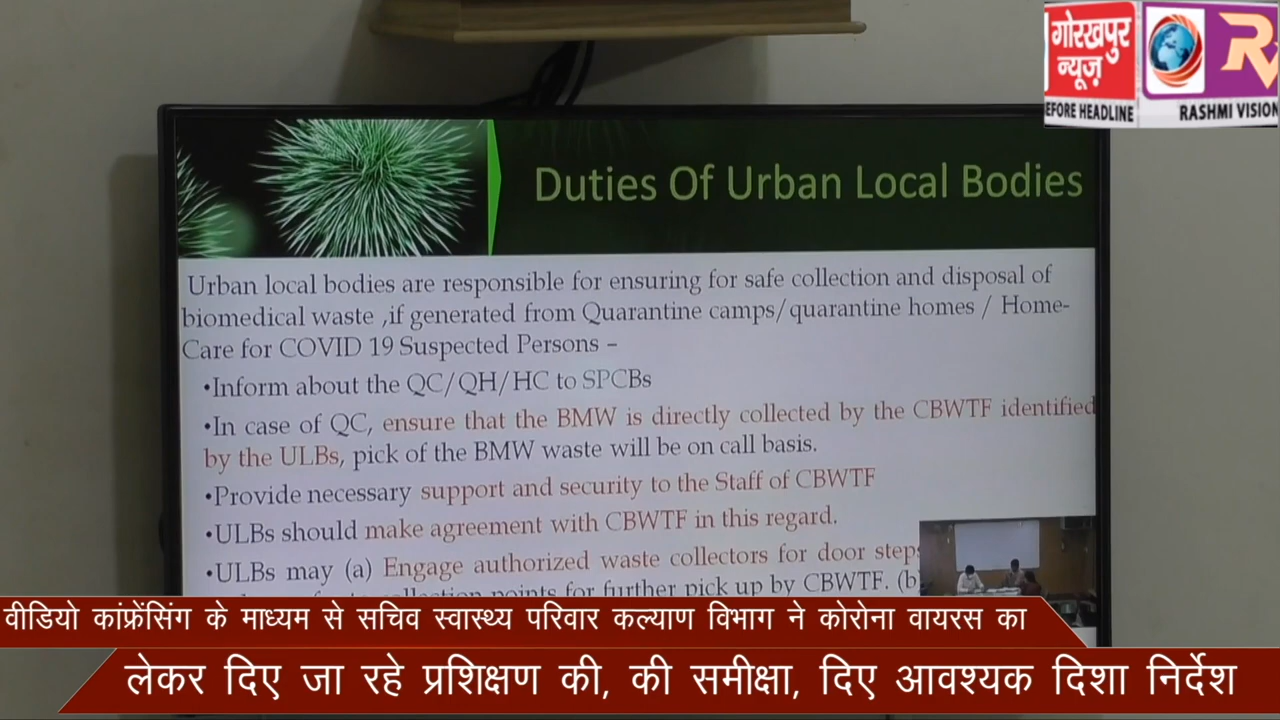 गोरखपुर
न्यूज़
EFORE HEADLINE
R
RASHMI VISION
Duties Of Urban Local Bodies
Urban local bodies are responsible for ensuring for safe collection and disposal of
biomedical waste ,if generated from Quarantine camps/quarantine homes / Home-
Care for COVID 19 Suspected Persons –
•Inform about the QC/QH/HC to SPCBs
•In case of QC, ensure that the BMW is directly collected by the CBWTF identified
by the ULBs, pick of the BMW waste will be on call basis.
•Provide necessary support and security to the Staff of CBWTF
•ULBs should make agreement with CBWTF in this regard.
•ULBs may (a) Engage authorized waste collectors for door steps
points for further pick up by CBWTF. (b
वीडियो कांफ्रेंसिंग के माध्यम से सचिव स्वास्थ्य परिवार कल्याण विभाग ने कोरोना वायरस का
लेकर दिए जा रहे प्रशिक्षण की, की समीक्षा, दिए आवश्यक दिशा निर्देश